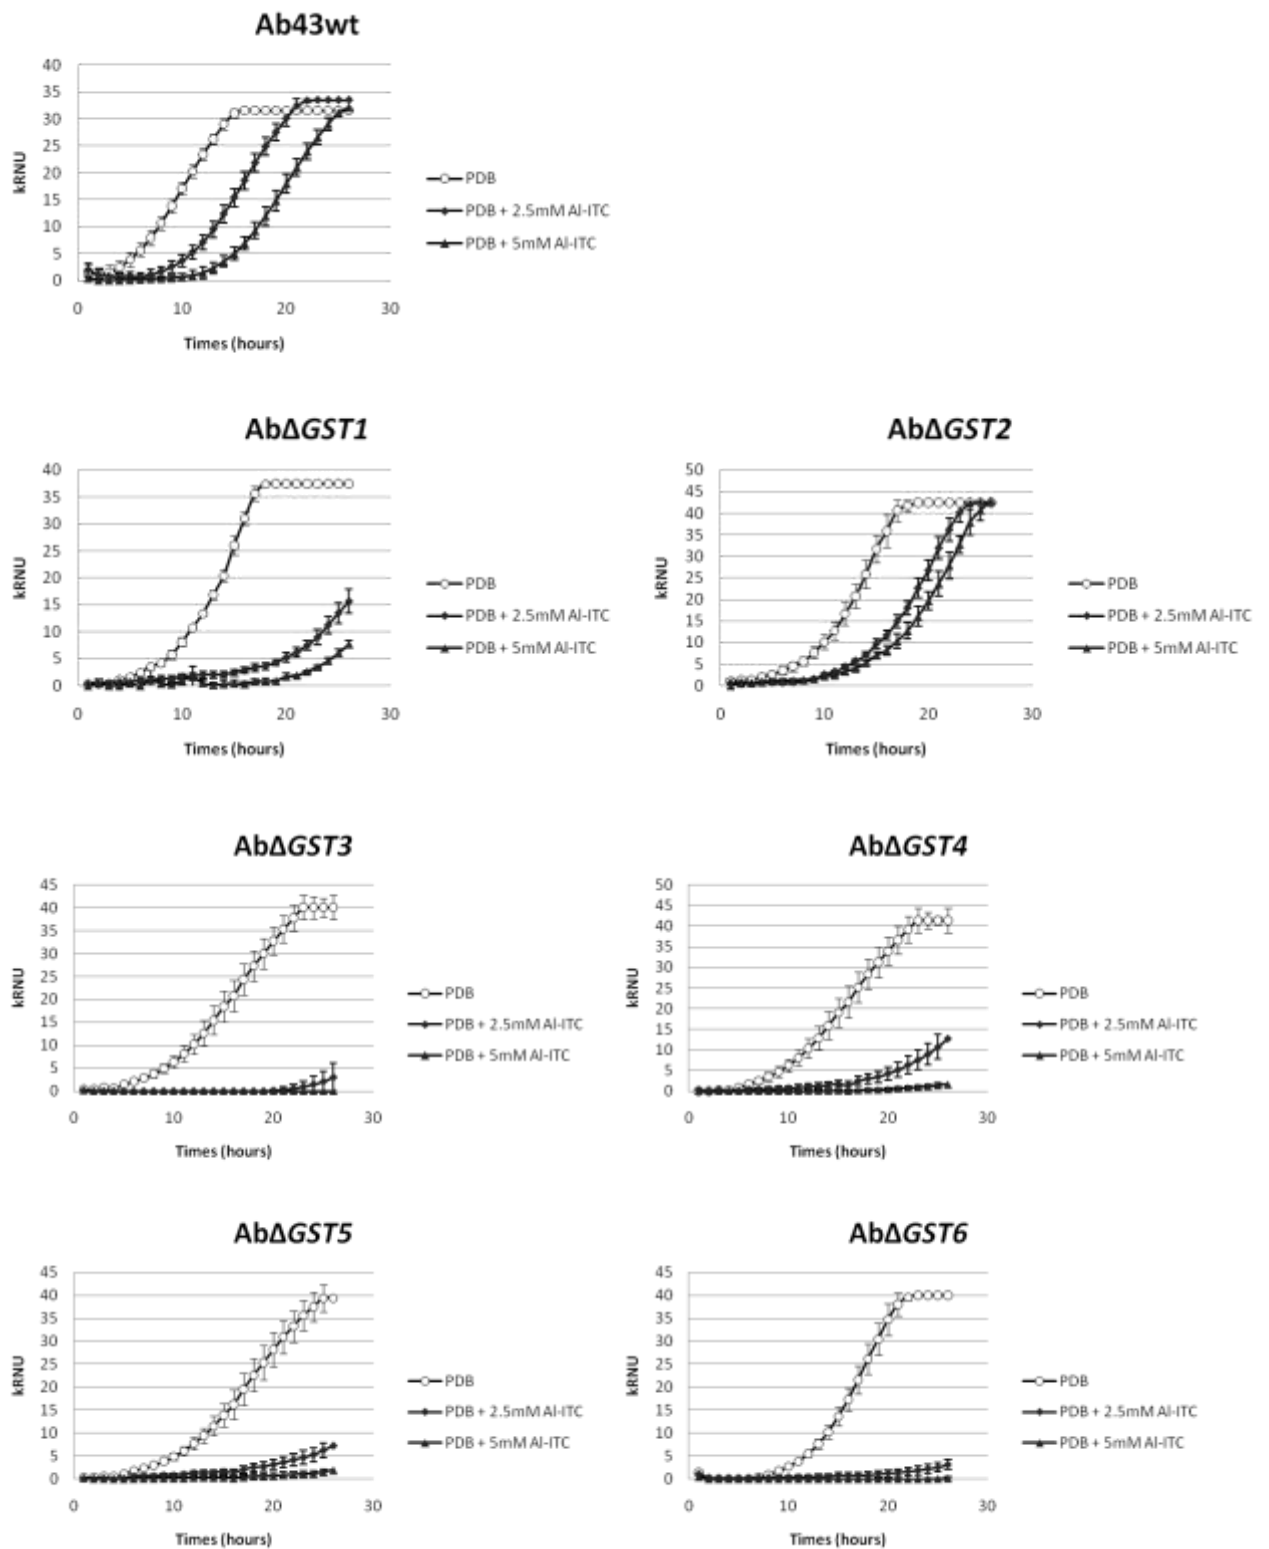 Ab43wt
40
35
30
25
20
15
10
5
0
kRNU
0 10 20 30
Times (hours)
PDB
PDB + 2.5mM Al-ITC
PDB + 5mM Al-ITC
AbΔGST1
40
35
30
25
20
15
10
5
0
kRNU
0 10 20 30
Times (hours)
PDB
PDB + 2.5mM Al-ITC
PDB + 5mM Al-ITC
AbΔGST2
50
45
40
35
30
25
20
15
10
5
0
kRNU
0 10 20 30
Times (hours)
PDB
PDB + 2.5mM Al-ITC
PDB + 5mM Al-ITC
AbΔGST3
45
40
35
30
25
20
15
10
5
0
kRNU
0 10 20 30
Times (hours)
PDB
PDB + 2.5mM Al-ITC
PDB + 5mM Al-ITC
AbΔGST4
50
45
40
35
30
25
20
15
10
5
0
kRNU
0 10 20 30
Times (hours)
PDB
PDB + 2.5mM Al-ITC
PDB + 5mM Al-ITC
AbΔGST5
45
40
35
30
25
20
15
10
5
0
kRNU
0 10 20 30
Times (hours)
PDB
PDB + 2.5mM Al-ITC
PDB + 5mM Al-ITC
AbΔGST6
45
40
35
30
25
20
15
10
5
0
kRNU
0 10 20 30
Times (hours)
PDB
PDB + 2.5mM Al-ITC
PDB + 5mM Al-ITC